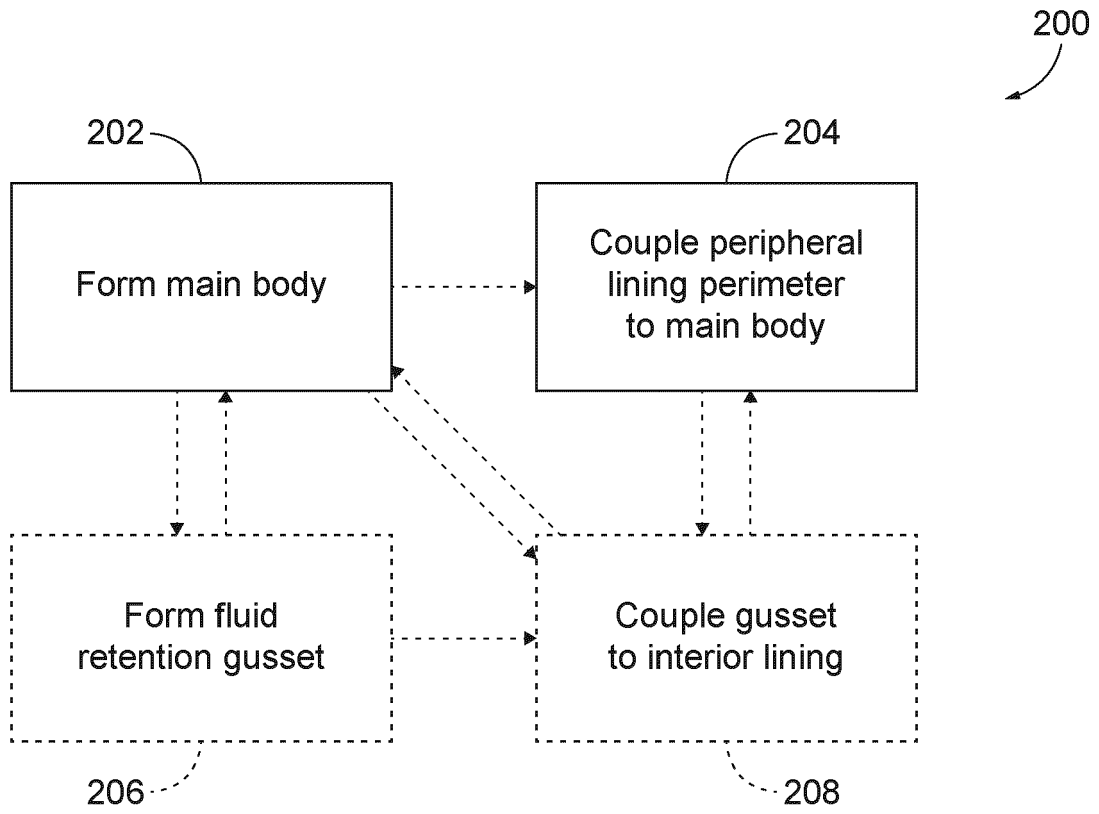 200
202
204
Form main body
Couple peripheral
lining perimeter
to main body
Form fluid
retention gusset
Couple gusset
to interior lining
206
208